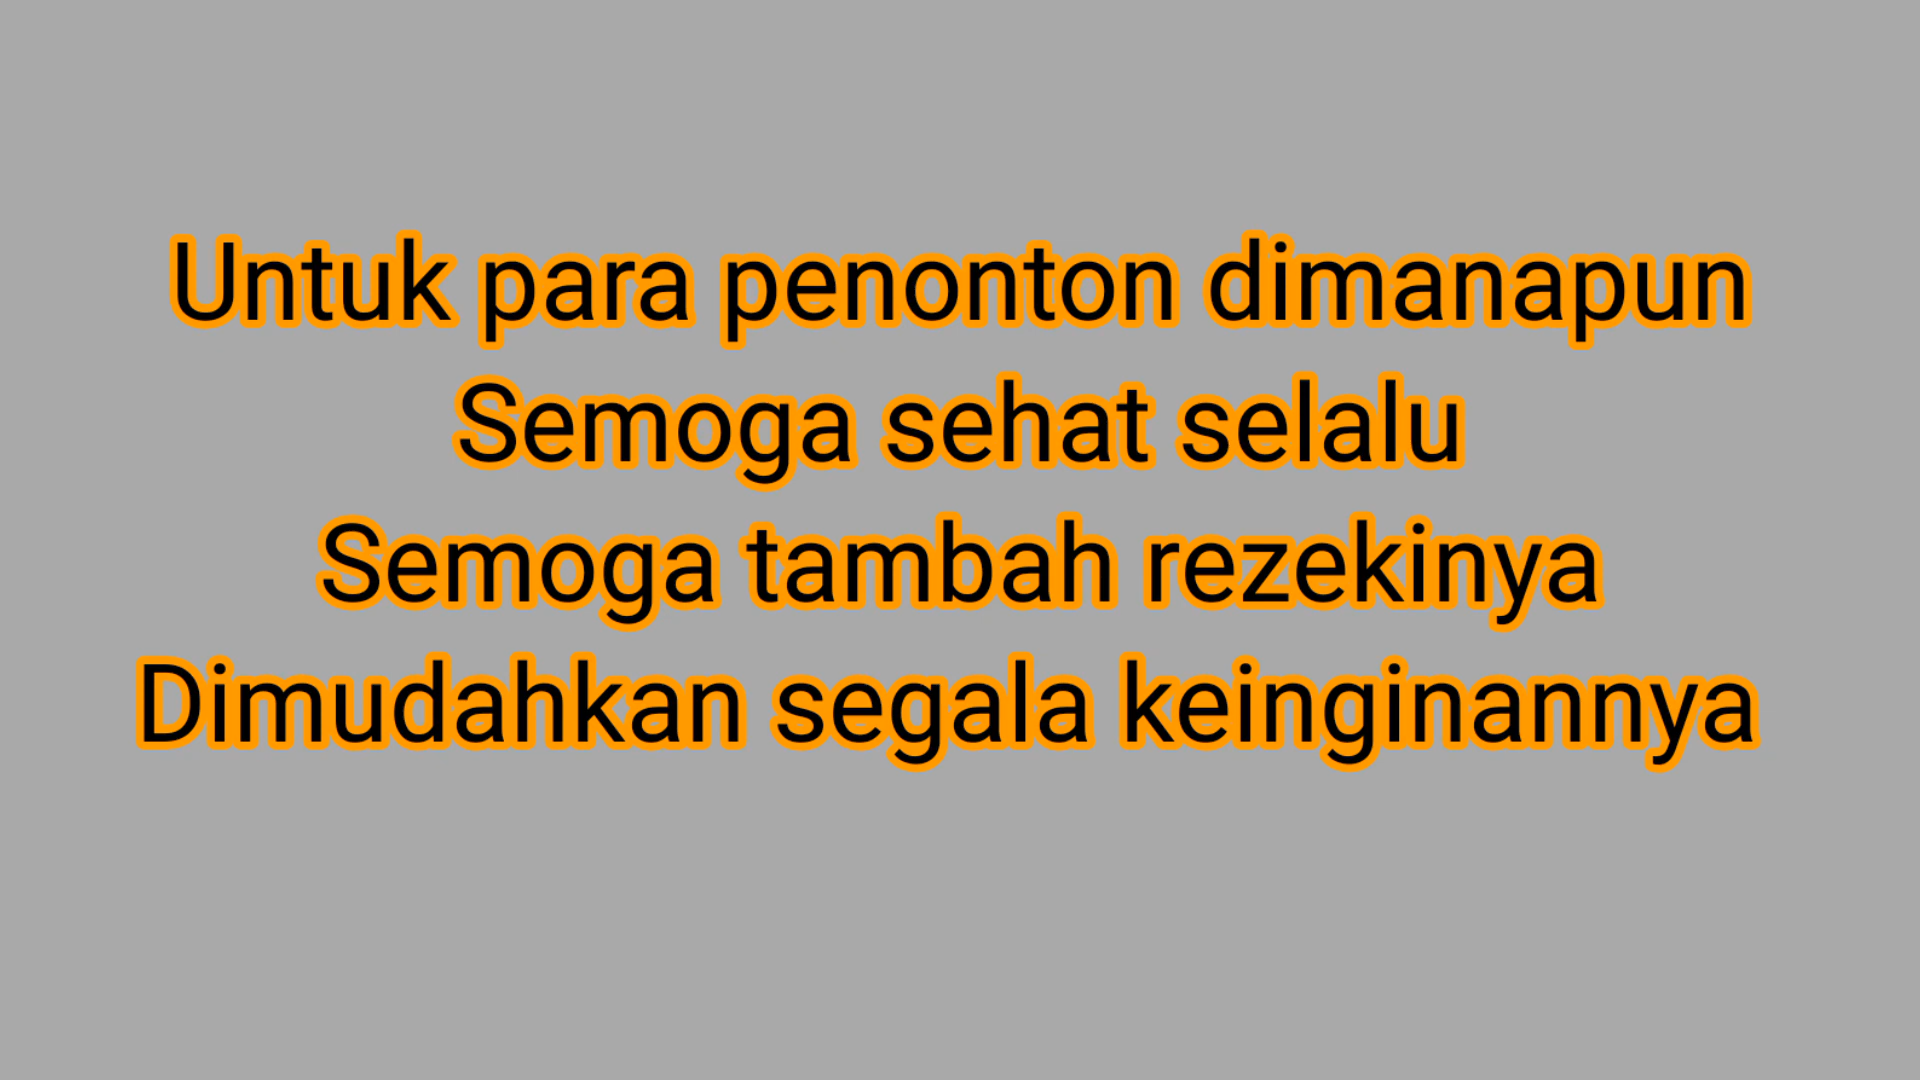 Untuk para penonton dimanapun
Semoga sehat selalu
Semoga tambah rezekinya
Dimudahkan segala keinginannya